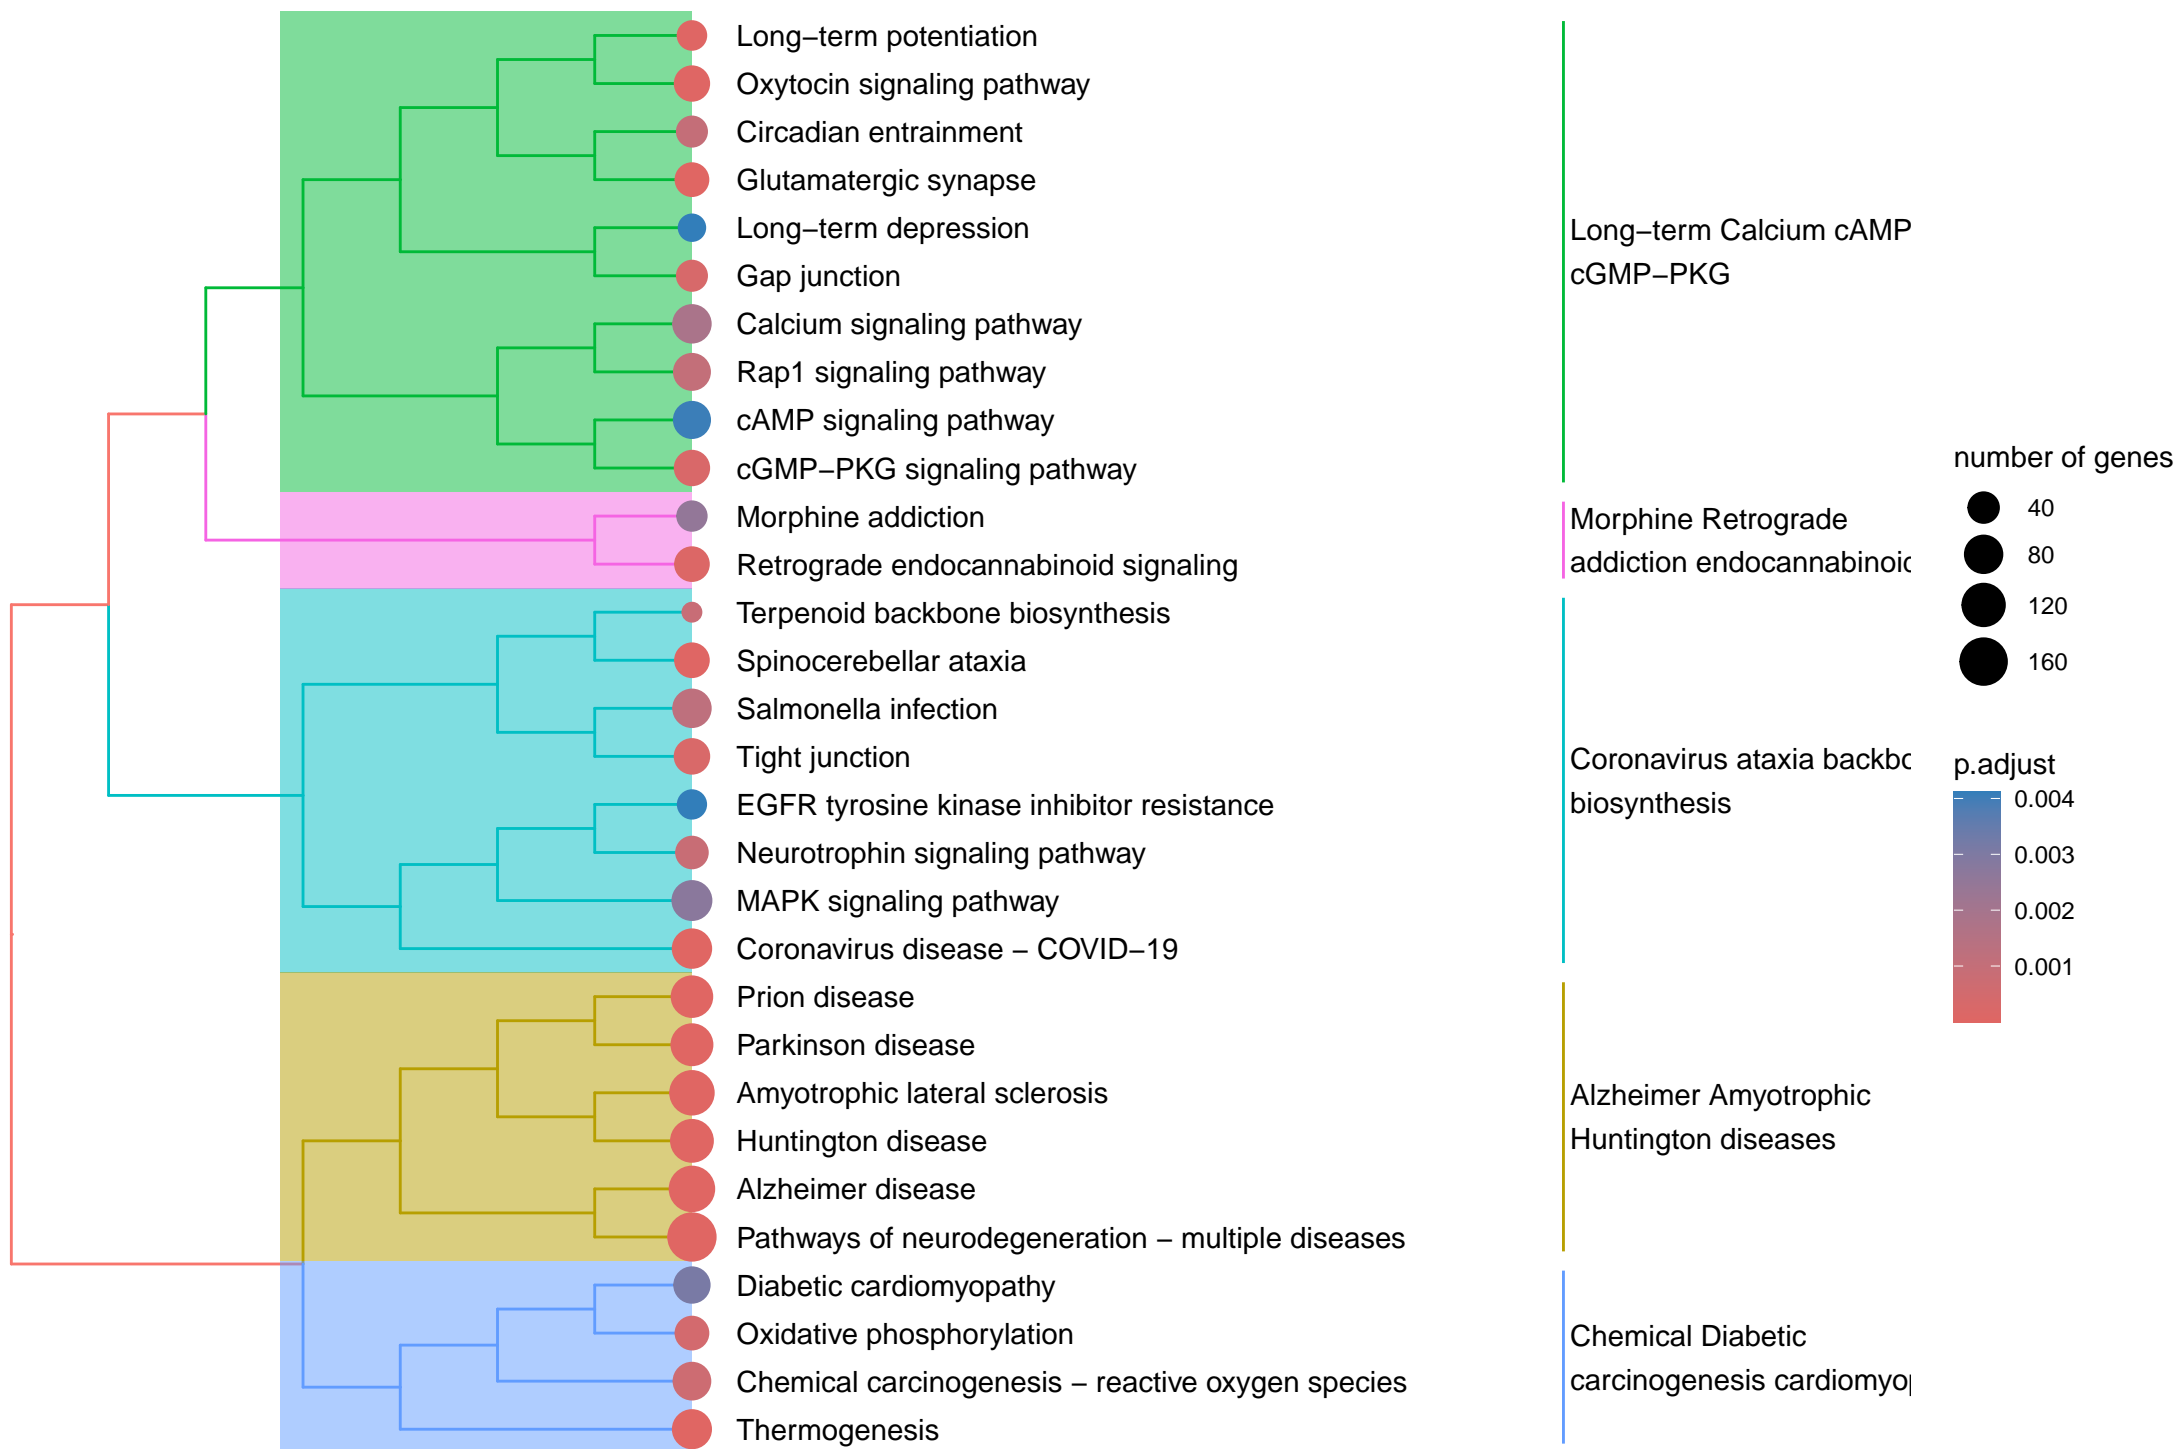 Long−term potentiation
Oxytocin signaling pathway
Circadian entrainment
Glutamatergic synapse
Long−term depression
Gap junction
Calcium signaling pathway
Rap1 signaling pathway
cAMP signaling pathway
cGMP−PKG signaling pathway
Morphine addiction
Retrograde endocannabinoid signaling
Terpenoid backbone biosynthesis
Spinocerebellar ataxia
Salmonella infection
Tight junction
EGFR tyrosine kinase inhibitor resistance
Neurotrophin signaling pathway
MAPK signaling pathway
Coronavirus disease − COVID−19
Prion disease
Parkinson disease
Amyotrophic lateral sclerosis
Huntington disease
Alzheimer disease
Pathways of neurodegeneration − multiple diseases
Diabetic cardiomyopathy
Oxidative phosphorylation
Chemical carcinogenesis − reactive oxygen species
Thermogenesis
Long−term Calcium cAMP
cGMP−PKG
Morphine Retrograde
addiction
Coronavirus ataxia
biosynthesis
Alzheimer Amyotrophic
Huntington diseases
Chemical Diabetic
carcinogenesis
number of genes
40
80
120
160
p.adjust
0.004
0.003
0.002
0.001